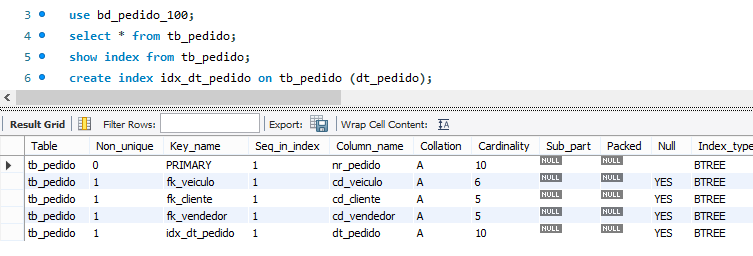 3 use bd_pedido_100;
4 select * from tb_pedido;
5 show index from tb_pedido;
6 create index idx_dt_pedido on tb_pedido (dt_pedido);
Result Grid Filter Rows: Export: Wrap Cell Content: IA
Table Non_unique Key_name Seq_in_index Column_name Collation Cardinality Sub_part Packed Null Index_type
tb_pedido 0 PRIMARY 1 nr_pedido A 10 NULL NULL BTREE
tb_pedido 1 fk_veiculo 1 cd_veiculo A 6 NULL NULL YES BTREE
tb_pedido 1 fk_cliente 1 cd_cliente A 5 NULL NULL YES BTREE
tb_pedido 1 fk_vendedor 1 cd_vendedor A 5 NULL NULL YES BTREE
tb_pedido 1 idx_dt_pedido 1 dt_pedido A 10 NULL NULL YES BTREE